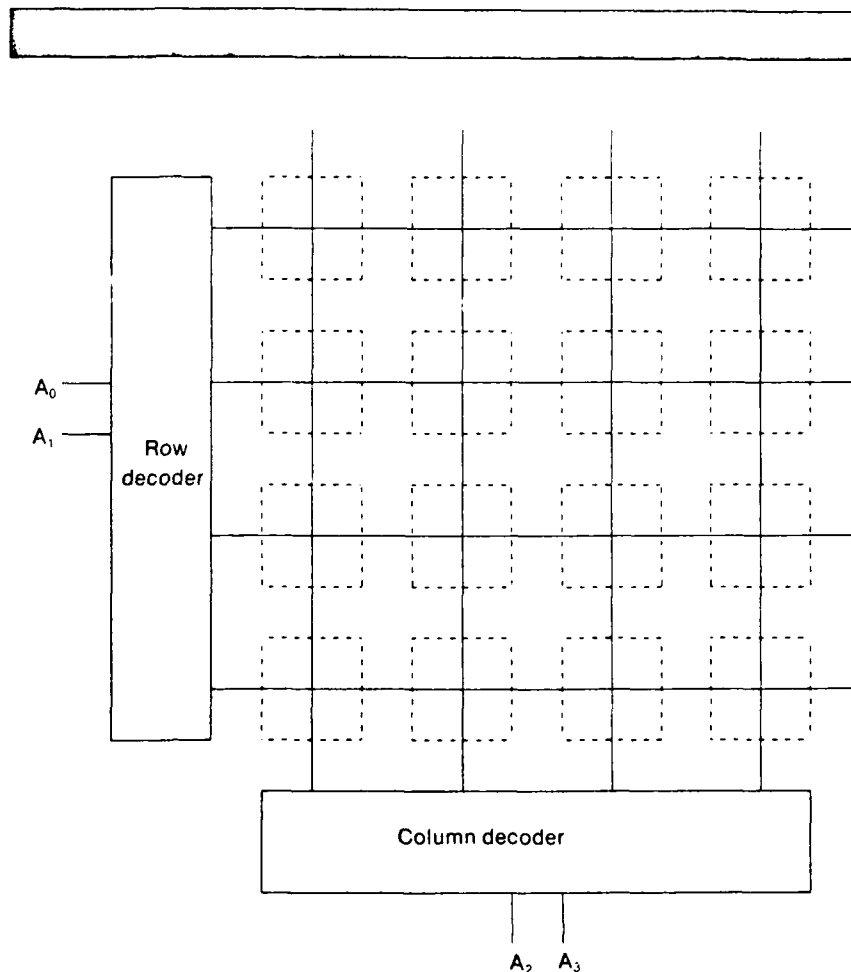 A₀
A₁
Row
decoder
Column decoder
A₂ A₃